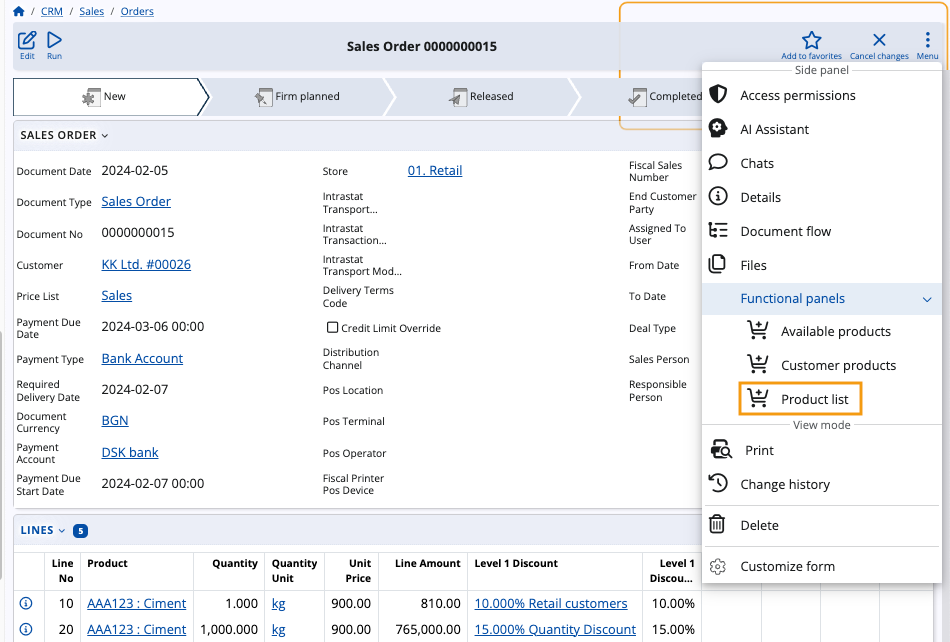 / CRM / Sales / Orders
Edit
Run
Sales Order 0000000015
Add to favorites
Cancel changes
Menu
New
Firm planned
Released
Completed
SALES ORDER
Document Date 2024-02-05
Document Type Sales Order
Document No 0000000015
Customer KK Ltd. #00026
Price List Sales
Payment Due
Date
2024-03-06 00:00
Payment Type Bank Account
Required
Delivery Date
2024-02-07
Document
Currency
BGN
Payment
Account
DSK bank
Payment Due
Start Date
2024-02-07 00:00
Store 01. Retail
Intrastat
Transport...
Intrastat
Transaction...
Intrastat
Transport Mod...
Delivery Terms
Code
Credit Limit Override
Distribution
Channel
Pos Location
Pos Terminal
Pos Operator
Fiscal Printer
Pos Device
Fiscal Sales
Number
End Customer
Party
Assigned To
User
From Date
To Date
Deal Type
Sales Person
Responsible
Person
Side panel
Access permissions
AI Assistant
Chats
Details
Document flow
Files
Functional panels
Available products
Customer products
Product list
View mode
Print
Change history
Delete
Customize form
LINES 5
Line
No
Product
Quantity
Quantity
Unit
Unit
Price
Line Amount
Level 1 Discount
Level 1
Discou...
10 AAA123 : Ciment 1.000 kg 900.00 810.00 10.000% Retail customers 10.00%
20 AAA123 : Ciment 1,000.000 kg 900.00 765,000.00 15.000% Quantity Discount 15.00%